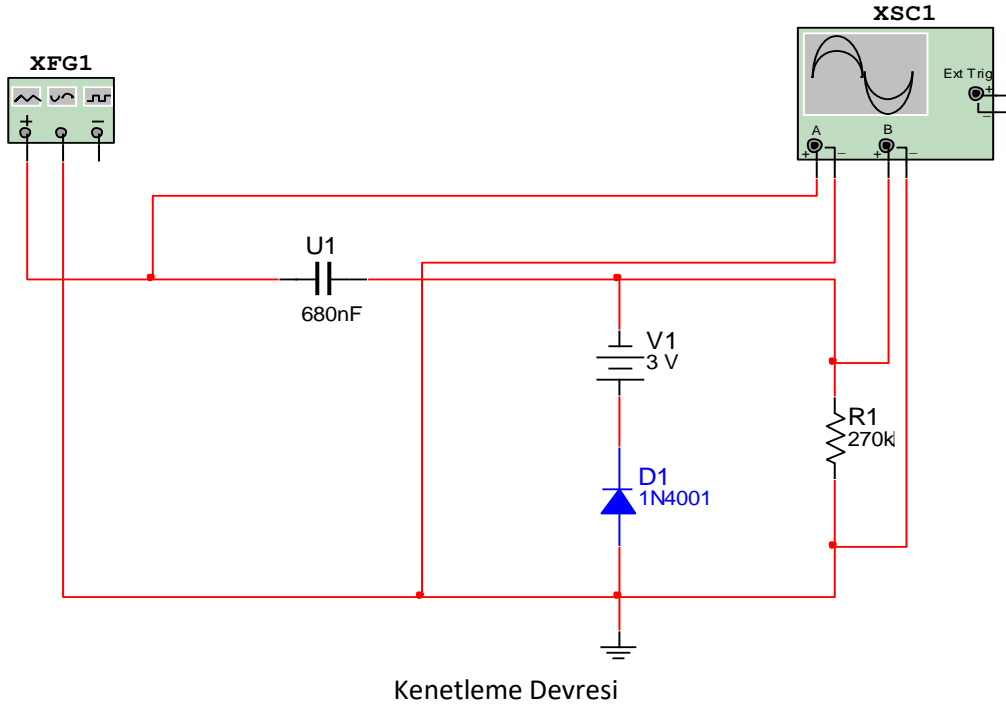 XSC1
XFG1
Ext Trig
+
−
A
B
+
−
+
−
+
−
U1
680nF
V1
3 V
R1
270k
D1
1N4001
Kenetleme Devresi